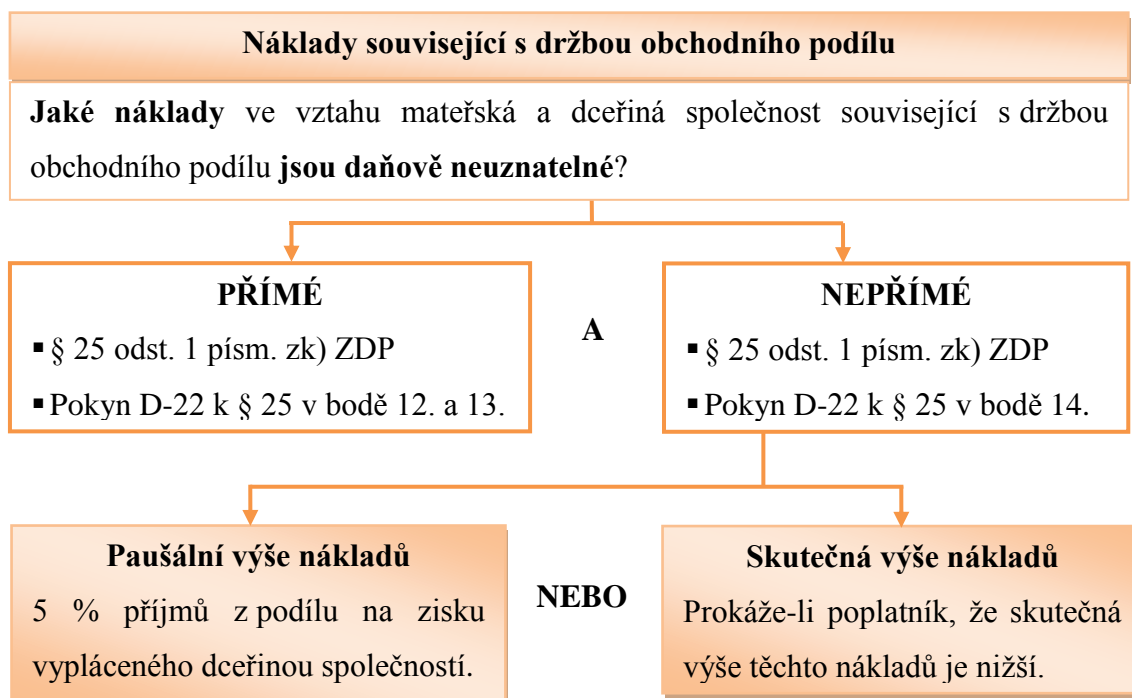 Náklady související s držbou obchodního podílu
Jaké náklady ve vztahu mateřská a dceřiná společnost související s držbou
obchodního podílu jsou daňově neuznatelné?
PŘÍMÉ
▪ § 25 odst. 1 písm. zk) ZDP
▪ Pokyn D-22 k § 25 v bodě 12. a 13.
A
NEPŘÍMÉ
▪ § 25 odst. 1 písm. zk) ZDP
▪ Pokyn D-22 k § 25 v bodě 14.
Paušální výše nákladů
5 % příjmů z podílu na zisku
vypláceného dceřinou společností.
NEBO
Skutečná výše nákladů
Prokáže-li poplatník, že skutečná
výše těchto nákladů je nižší.